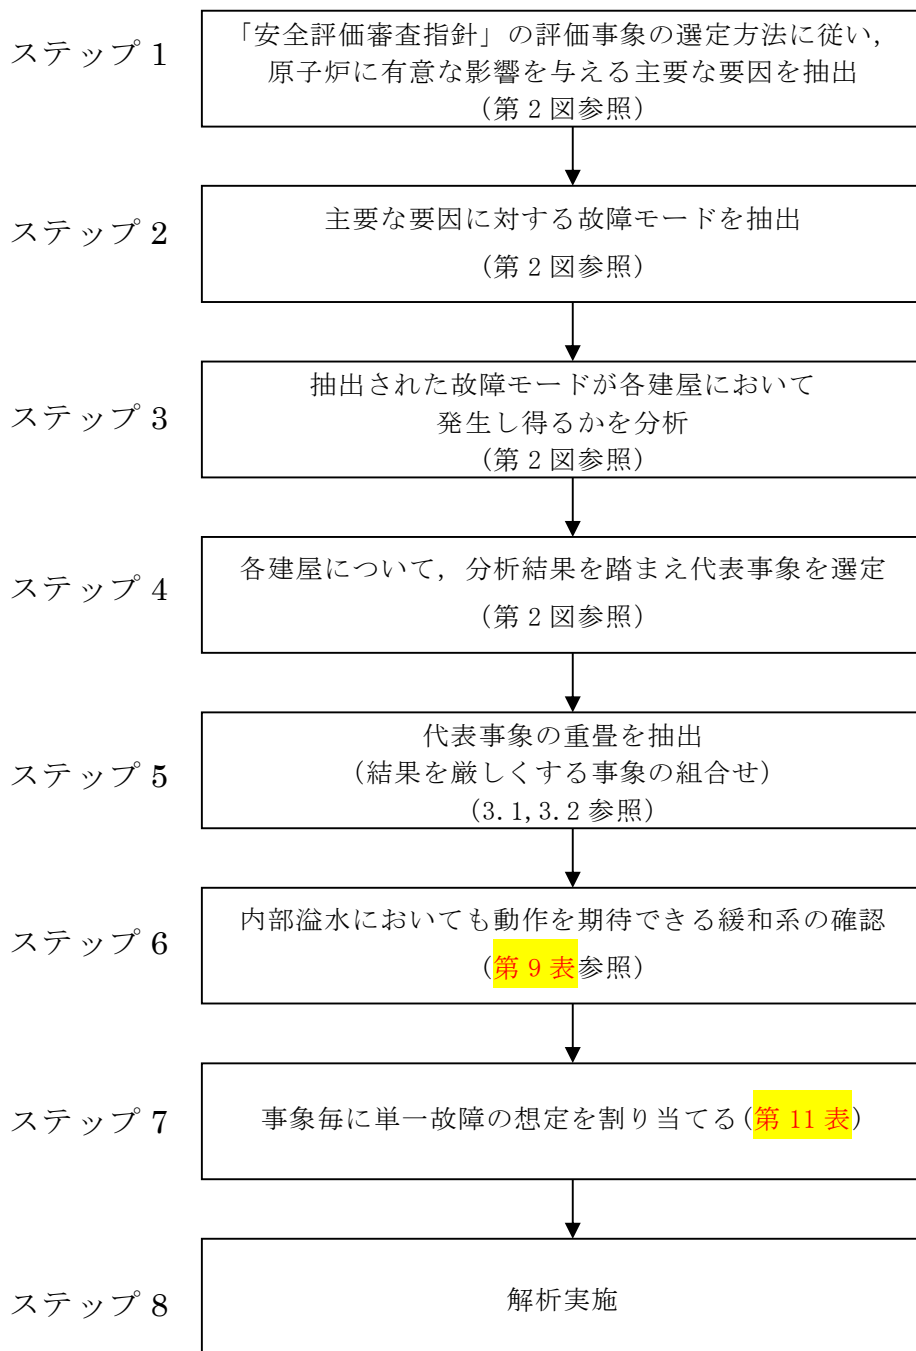 ステップ 1
「安全評価審査指針」の評価事象の選定方法に従い,
原子炉に有意な影響を与える主要な要因を抽出
(第 2 図参照)
ステップ 2
主要な要因に対する故障モードを抽出
(第 2 図参照)
ステップ 3
抽出された故障モードが各建屋において
発生し得るかを分析
(第 2 図参照)
ステップ 4
各建屋について, 分析結果を踏まえ代表事象を選定
(第 2 図参照)
ステップ 5
代表事象の重畳を抽出
(結果を厳しくする事象の組合せ)
(3.1, 3.2 参照)
ステップ 6
内部溢水においても動作を期待できる緩和系の確認
(第 9 表参照)
ステップ 7
事象毎に単一故障の想定を割り当てる(第 11 表)
ステップ 8
解析実施